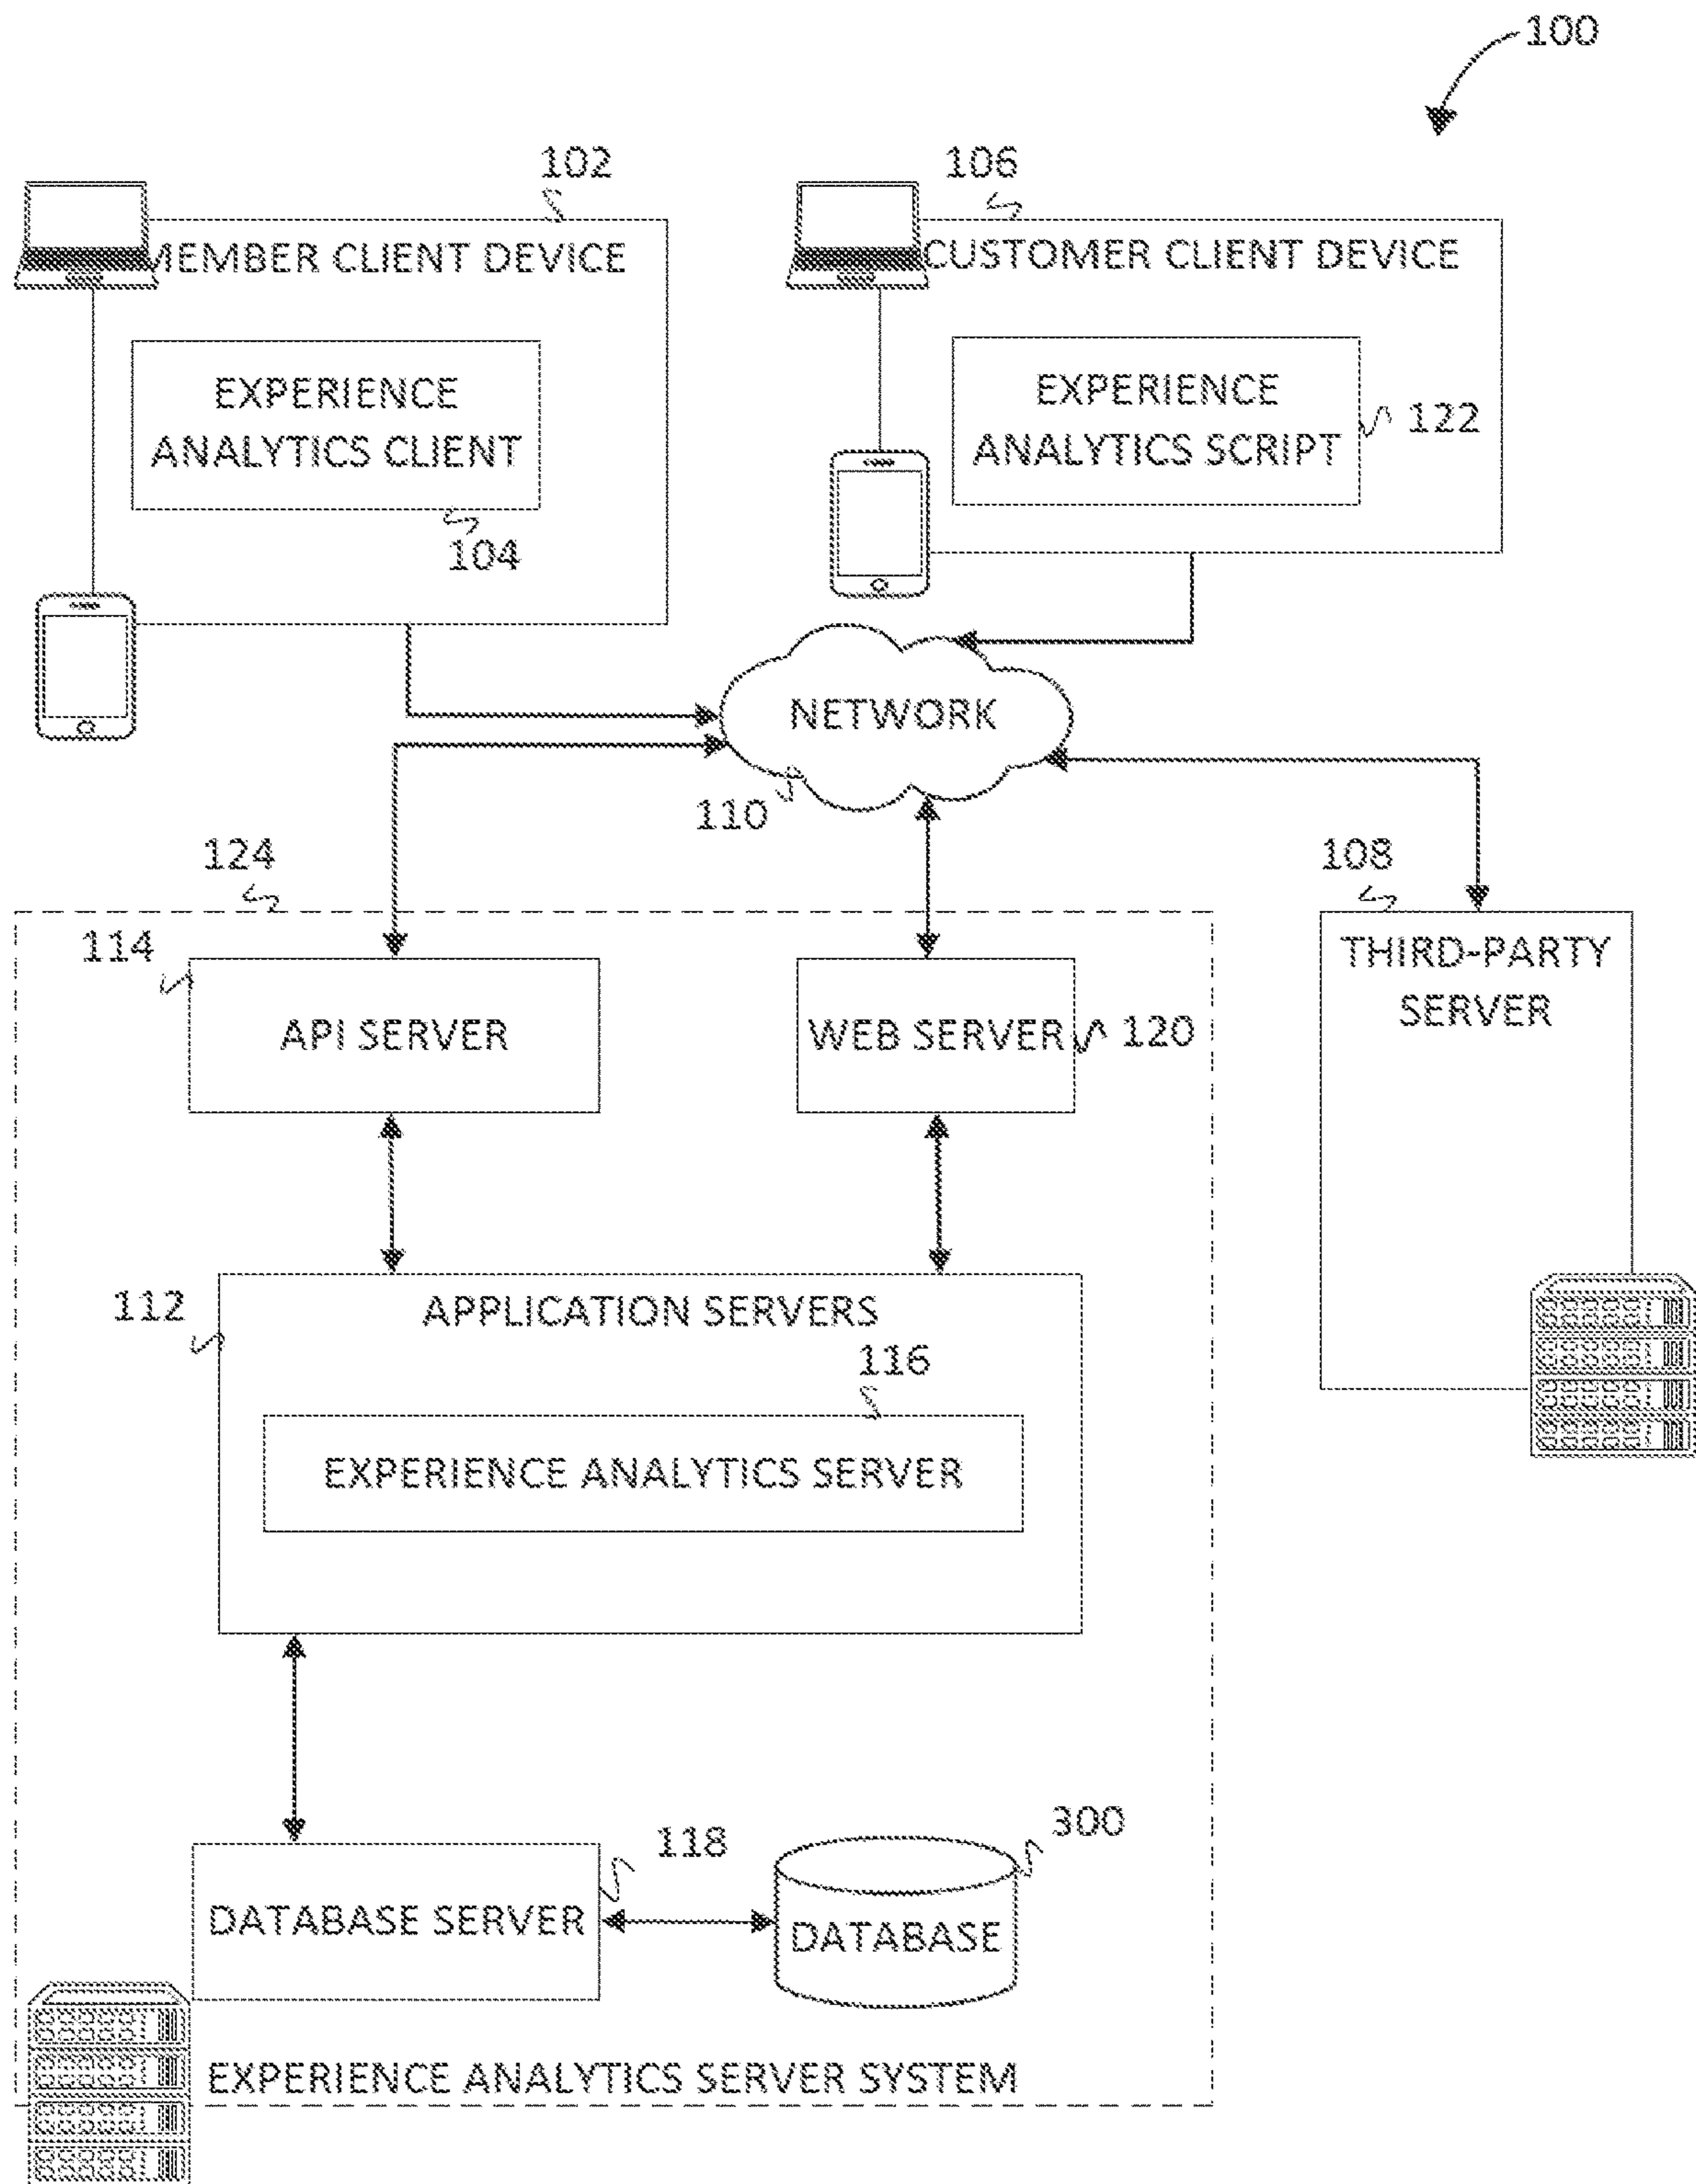 100
102
106
MEMBER CLIENT DEVICE
CUSTOMER CLIENT DEVICE
EXPERIENCE
ANALYTICS CLIENT
104
EXPERIENCE
ANALYTICS SCRIPT
122
NETWORK
110
124
108
114
API SERVER
WEB SERVER
120
THIRD-PARTY
SERVER
112
APPLICATION SERVERS
116
EXPERIENCE ANALYTICS SERVER
118
300
DATABASE SERVER
DATABASE
EXPERIENCE ANALYTICS SERVER SYSTEM